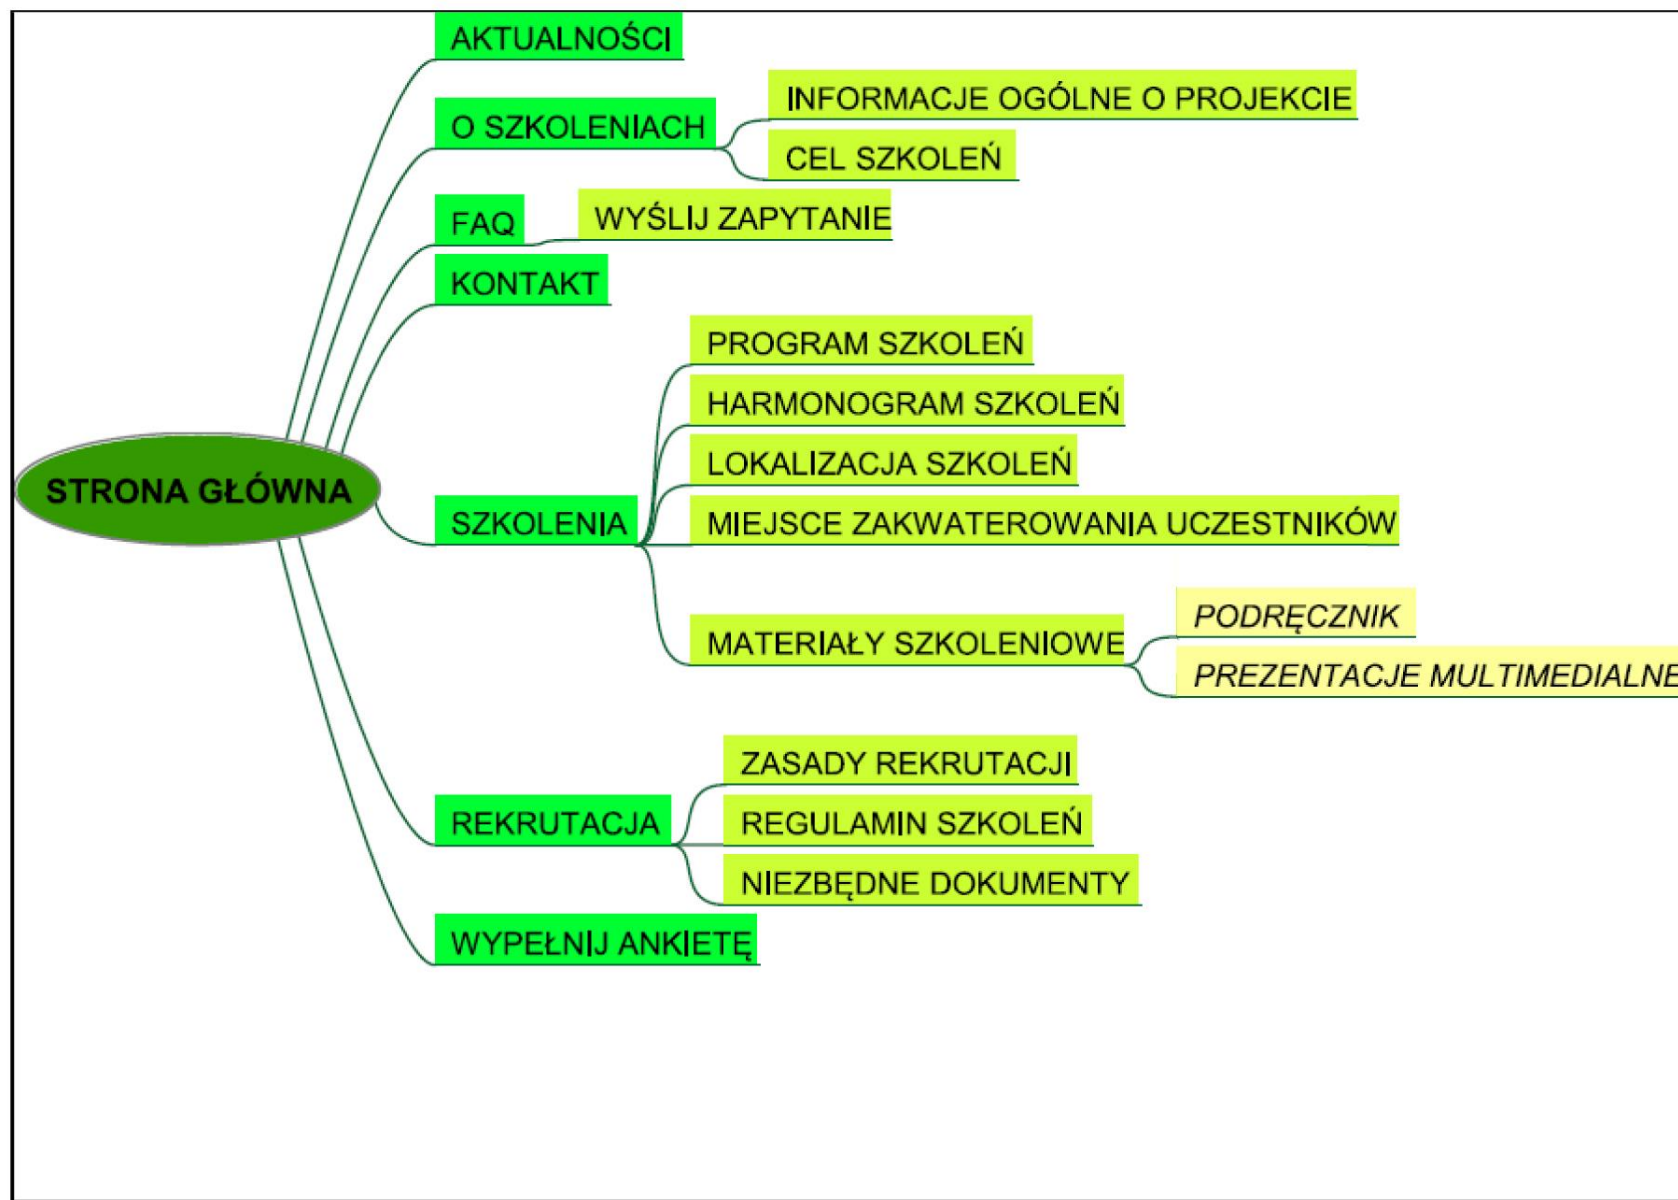 AKTUALNOŚCI
O SZKOLENIACH
INFORMACJE OGÓLNE O PROJEKCIE
CEL SZKOLEŃ
FAQ
WYŚLIJ ZAPYTANIE
KONTAKT
STRONA GŁÓWNA
SZKOLENIA
PROGRAM SZKOLEŃ
HARMONOGRAM SZKOLEŃ
LOKALIZACJA SZKOLEŃ
MIEJSCE ZAKWATEROWANIA UCZESTNIKÓW
MATERIAŁY SZKOLENIOWE
PODRĘCZNIK
PREZENTACJE MULTIMEDIALNE
REKRUTACJA
ZASADY REKRUTACJI
REGULAMIN SZKOLEŃ
NIEZBĘDNE DOKUMENTY
WYPEŁNIJ ANKIETĘ